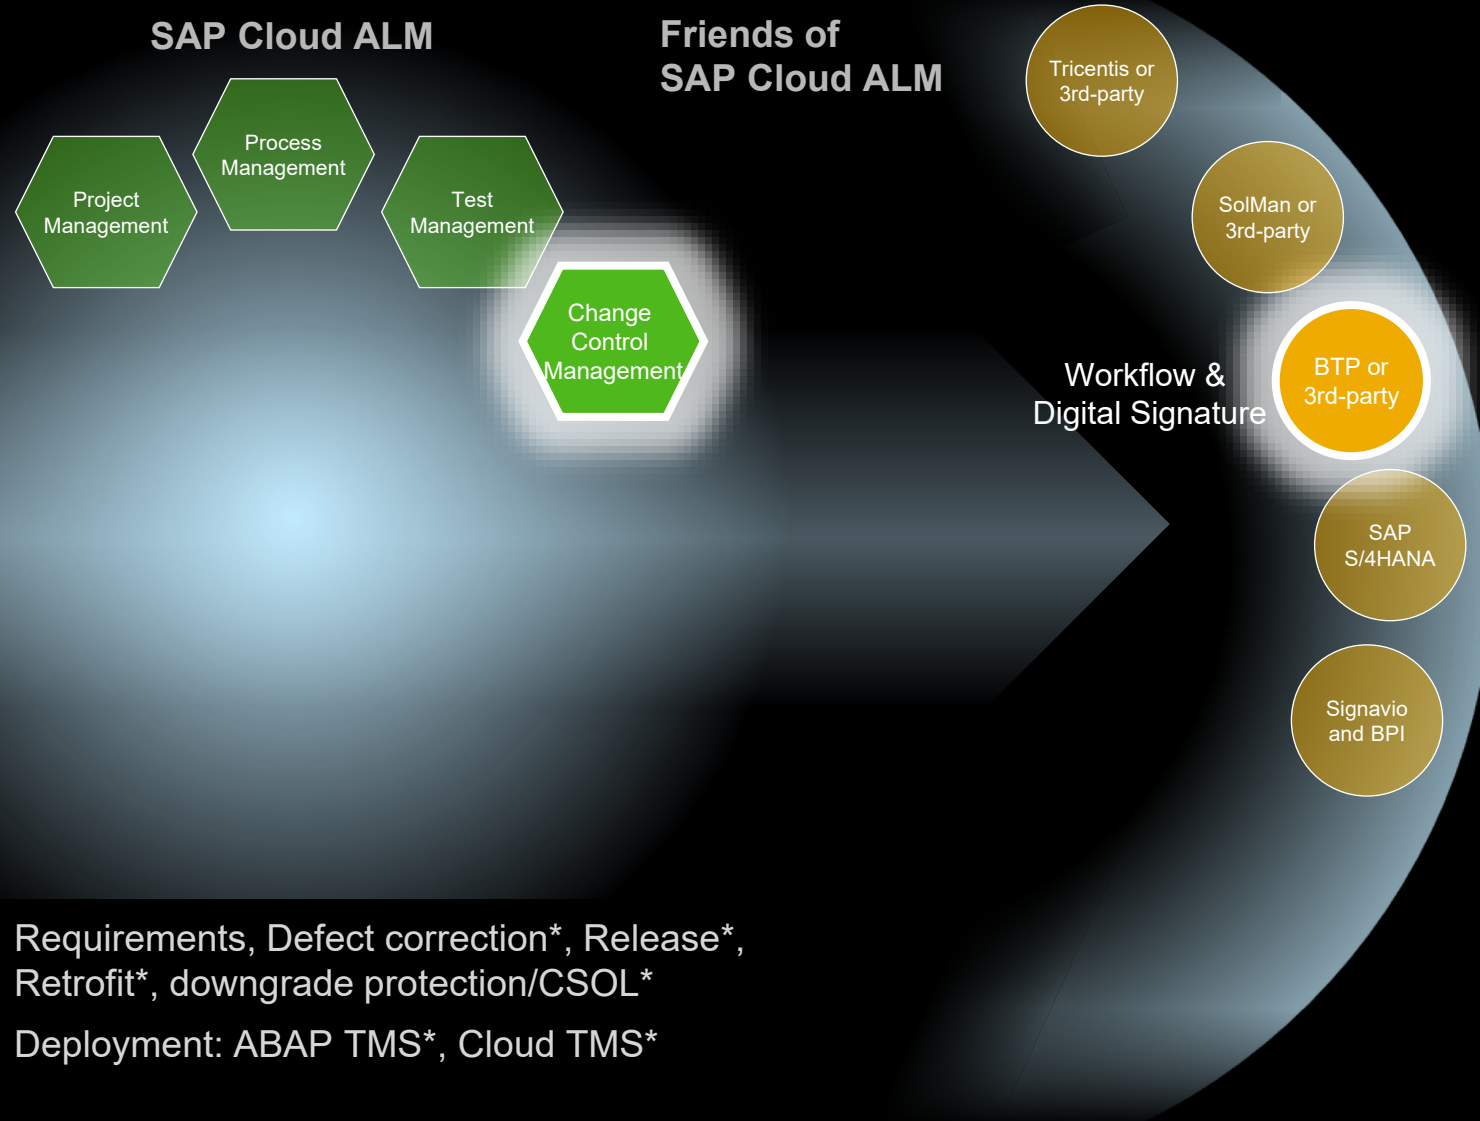 SAP Cloud ALM
Friends of
SAP Cloud ALM
Project
Management
Process
Management
Test
Management
Change
Control
Management
Tricentis or
3rd-party
SolMan or
3rd-party
Workflow &
Digital Signature
BTP or
3rd-party
SAP
S/4HANA
Signavio
and BPI
Requirements, Defect correction*, Release*,
Retrofit*, downgrade protection/CSOL*
Deployment: ABAP TMS*, Cloud TMS*